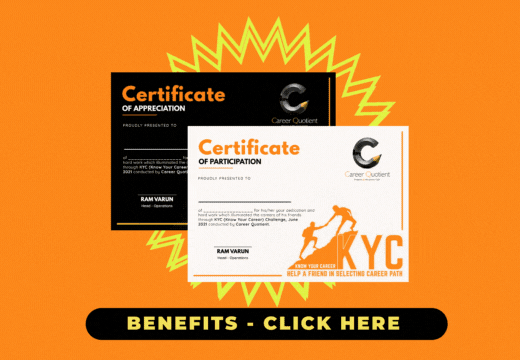 Certificate
OF APPRECIATION
PROUDLY PRESENTED TO
Career Quotient
of
hard work which illuminated the c
through KYC (Know Your Career)
2021 conducted by Career Quotient.
RAM VARUN
Head - Operations
Certificate
OF PARTICIPATION
PROUDLY PRESENTED TO
Career Quotient
of ________________ for his/her your dedication and
hard work which illuminated the careers of his friends
through KYC (Know Your Career) Challenge, June
2021 conducted by Career Quotient.
RAM VARUN
Head - Operations
KYC
KNOW YOUR CAREER
HELP A FRIEND IN SELECTING CAREER PATH
BENEFITS - CLICK HERE